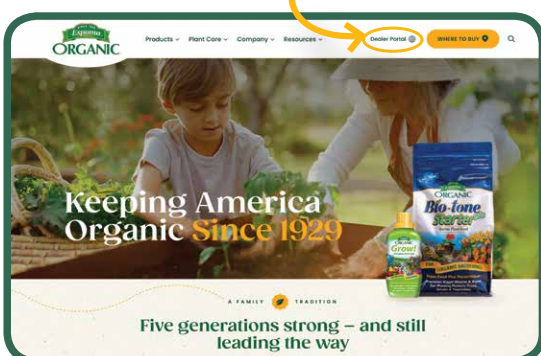 Espoma
ORGANIC
Products
Plant Care
Company
Resources
Dealer Portal
WHERE TO BUY
Keeping America
Organic Since 1929
Espoma
ORGANIC
Bio-tone
Starter Plus
ORGANIC
Grow!
A FAMILY TRADITION
Five generations strong – and still
leading the way